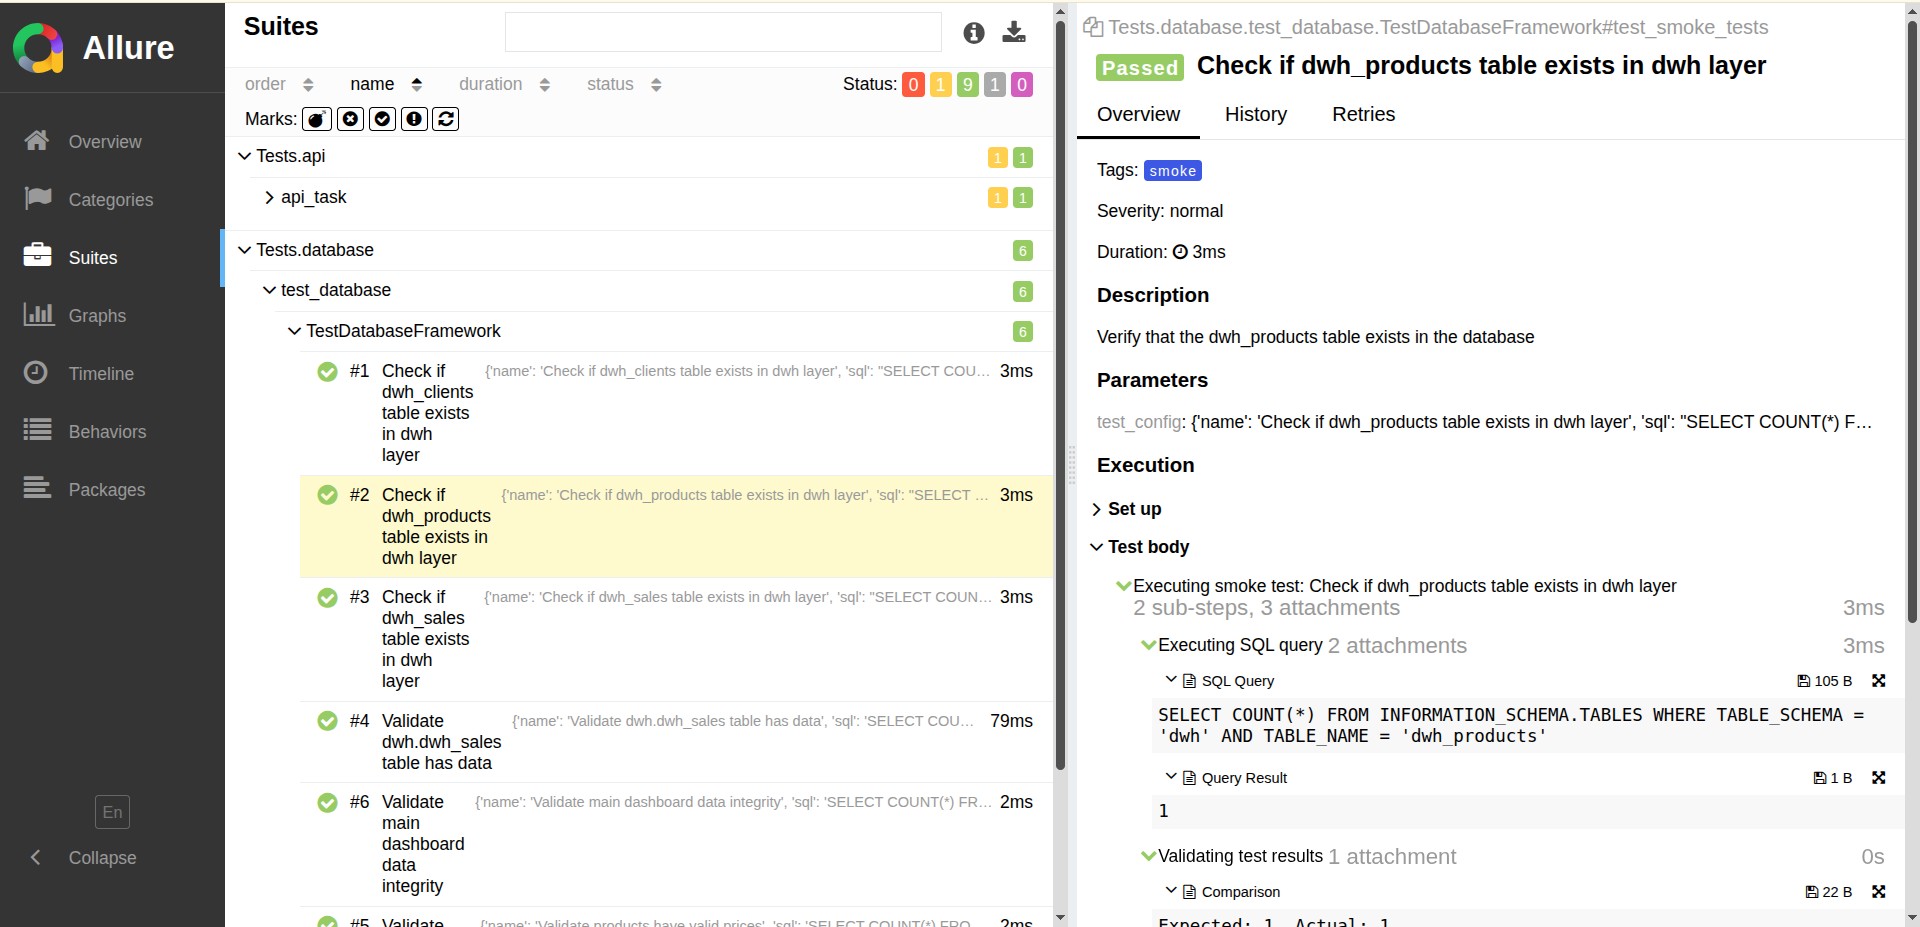 Allure
Overview
Categories
Suites
Graphs
Timeline
Behaviors
Packages
En
Collapse
Suites
order name duration status Status: 0 1 9 1 0
Marks:
Tests.api 1 1
api_task 1 1
Tests.database 6
test_database 6
TestDatabaseFramework 6
#1 Check if {'name': 'Check if dwh_clients table exists in dwh layer', 'sql': "SELECT COU… 3ms
dwh_clients
table exists
in dwh
layer
#2 Check if {'name': 'Check if dwh_products table exists in dwh layer', 'sql': "SELECT … 3ms
dwh_products
table exists in
dwh layer
#3 Check if {'name': 'Check if dwh_sales table exists in dwh layer', 'sql': "SELECT COUN… 3ms
dwh_sales
table exists
in dwh
layer
#4 Validate {'name': 'Validate dwh.dwh_sales table has data', 'sql': 'SELECT COU… 79ms
dwh.dwh_sales
table has data
#6 Validate {'name': 'Validate main dashboard data integrity', 'sql': 'SELECT COUNT(*) FR… 2ms
main
dashboard
data
integrity
#5 Validate {'name': 'Validate products have valid prices', 'sql': 'SELECT COUNT(*) FRO… 2ms
Tests.database.test_database.TestDatabaseFramework#test_smoke_tests
Passed Check if dwh_products table exists in dwh layer
Overview History Retries
Tags: smoke
Severity: normal
Duration: 3ms
Description
Verify that the dwh_products table exists in the database
Parameters
test_config: {'name': 'Check if dwh_products table exists in dwh layer', 'sql': "SELECT COUNT(*) F…
Execution
Set up
Test body
Executing smoke test: Check if dwh_products table exists in dwh layer
2 sub-steps, 3 attachments 3ms
Executing SQL query 2 attachments 3ms
SQL Query 105 B
SELECT COUNT(*) FROM INFORMATION_SCHEMA.TABLES WHERE TABLE_SCHEMA =
'dwh' AND TABLE_NAME = 'dwh_products'
Query Result 1 B
1
Validating test results 1 attachment 0s
Comparison 22 B
Expected: 1, Actual: 1